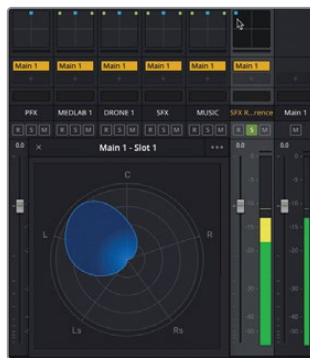 Main 1 Main 1 Main 1 Main 1 Main 1 Main 1
+ + + + + + +
PFX MEDLAB 1 DRONE 1 SFX MUSIC SFX R...rence Main 1
R S M R S M R S M R S M R S M R S M M
0.0 × Main 1 - Slot 1 ••• 0.0 0.0
C
L R
Ls Rs